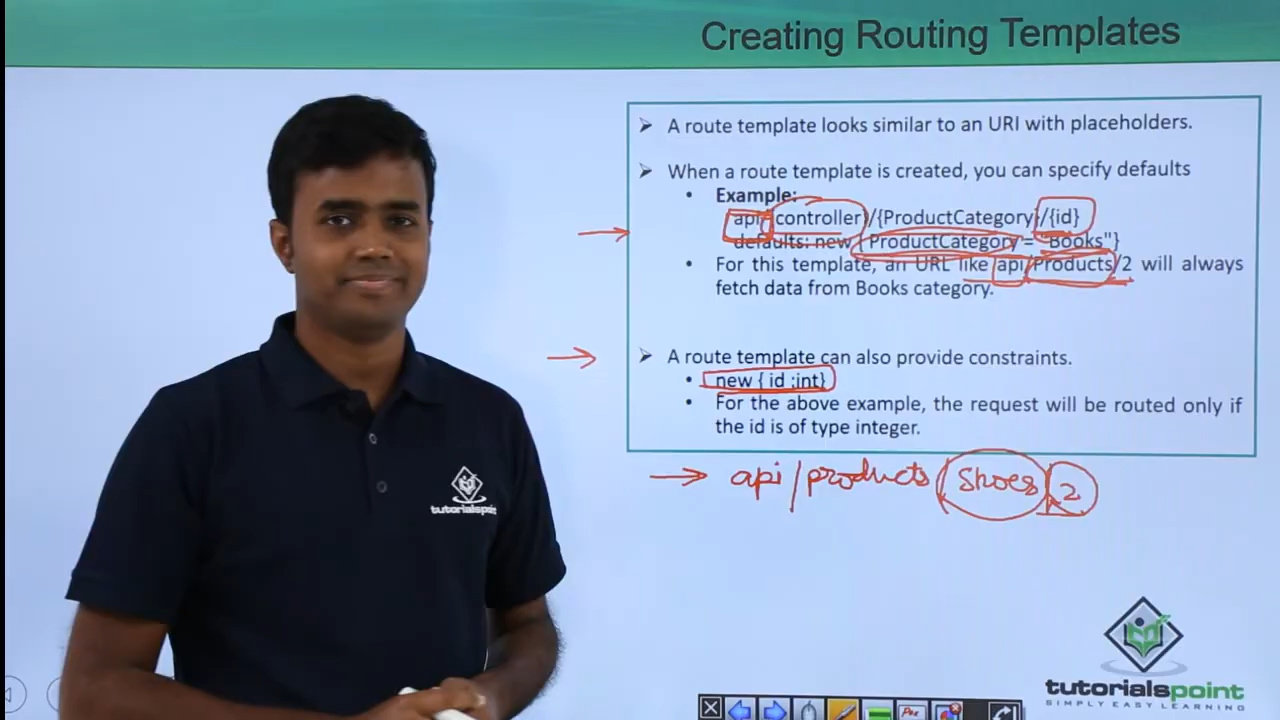 Creating Routing Templates
A route template looks similar to an URI with placeholders.
When a route template is created, you can specify defaults
Example:
api/{controller}/{ProductCategory}/{id}
defaults: new { ProductCategory = "Books"}
For this template, an URL like api/Products/2 will always
fetch data from Books category.
A route template can also provide constraints.
new { id :int}
For the above example, the request will be routed only if
the id is of type integer.
api/products/Shoes/2
tutorialspoint
tutorialspoint
SIMPLY EASY LEARNING
Pen